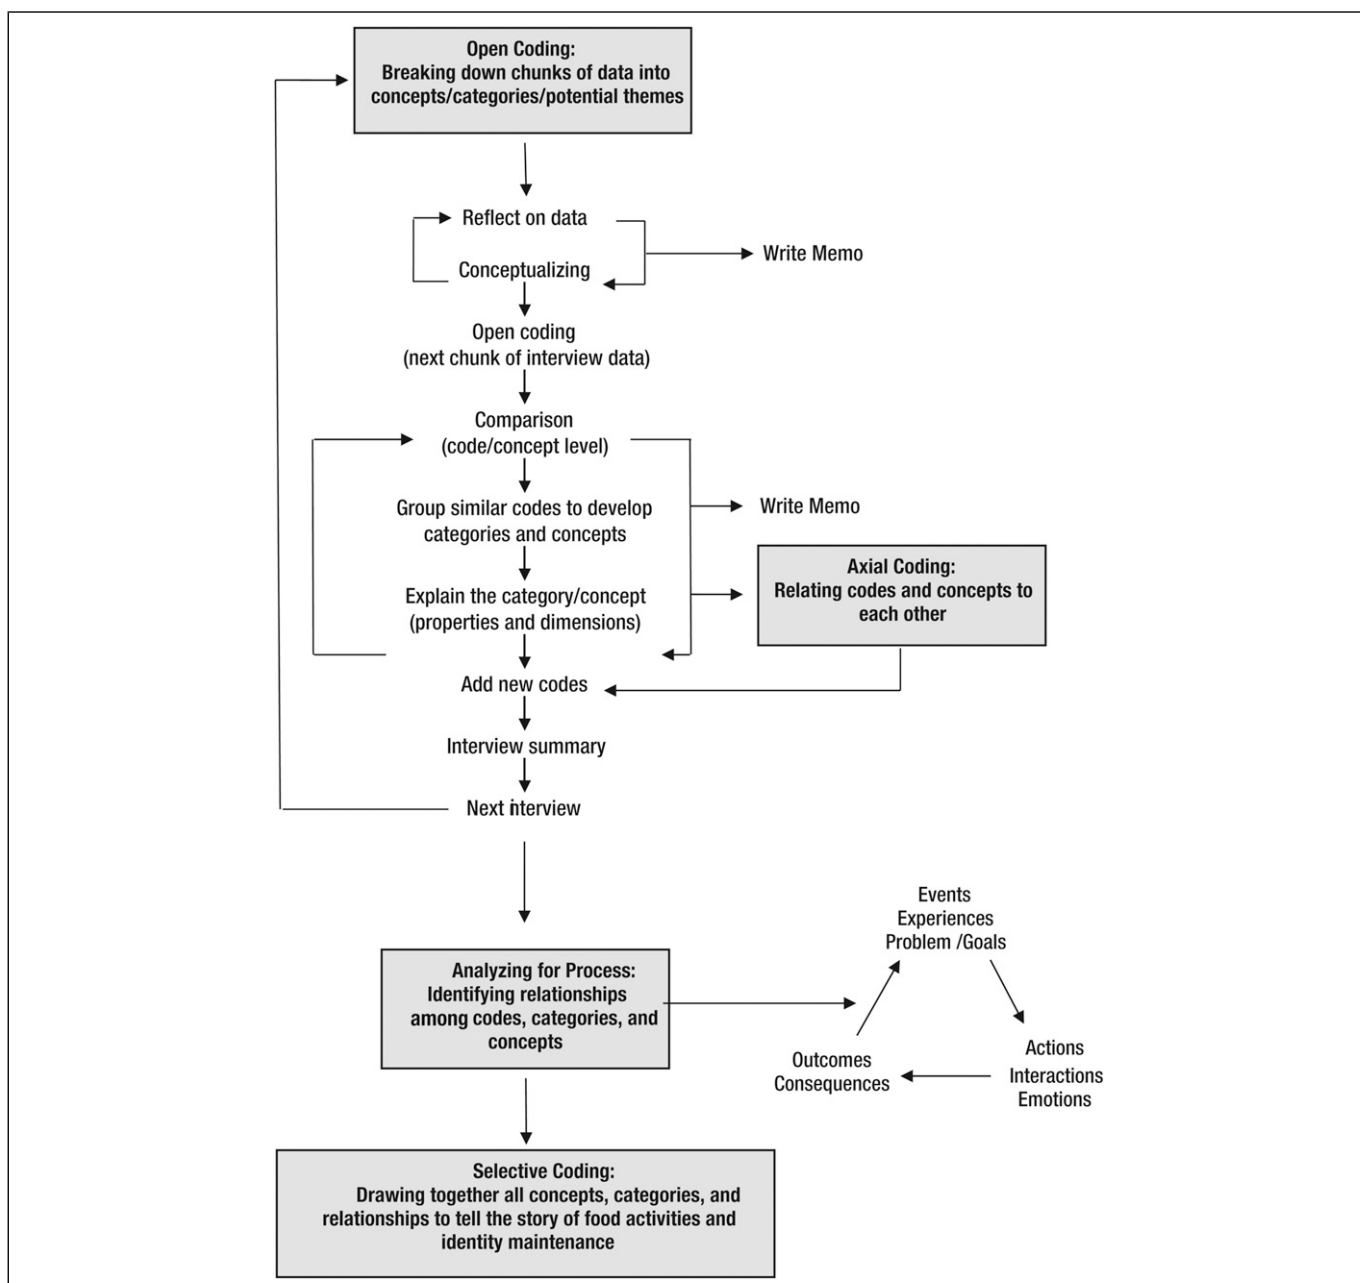 Open Coding:
Breaking down chunks of data into
concepts/categories/potential themes
Reflect on data
Write Memo
Conceptualizing
Open coding
(next chunk of interview data)
Comparison
(code/concept level)
Group similar codes to develop
categories and concepts
Write Memo
Axial Coding:
Relating codes and concepts to
each other
Explain the category/concept
(properties and dimensions)
Add new codes
Interview summary
Next interview
Events
Experiences
Problem /Goals
Analyzing for Process:
Identifying relationships
among codes, categories, and
concepts
Actions
Interactions
Emotions
Outcomes
Consequences
Selective Coding:
Drawing together all concepts, categories, and
relationships to tell the story of food activities and
identity maintenance